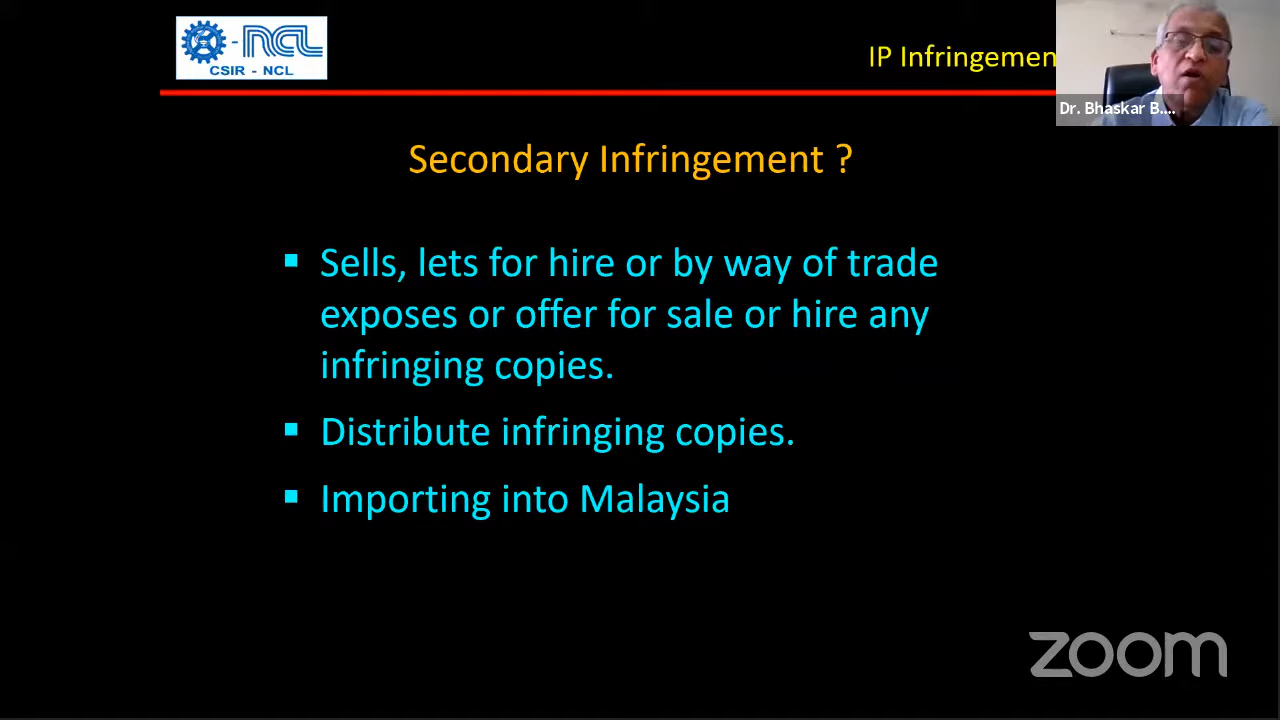 NCL
CSIR - NCL
IP Infringemen
Dr. Bhaskar B....
Secondary Infringement ?
▪ Sells, lets for hire or by way of trade
exposes or offer for sale or hire any
infringing copies.
▪ Distribute infringing copies.
▪ Importing into Malaysia
zoom